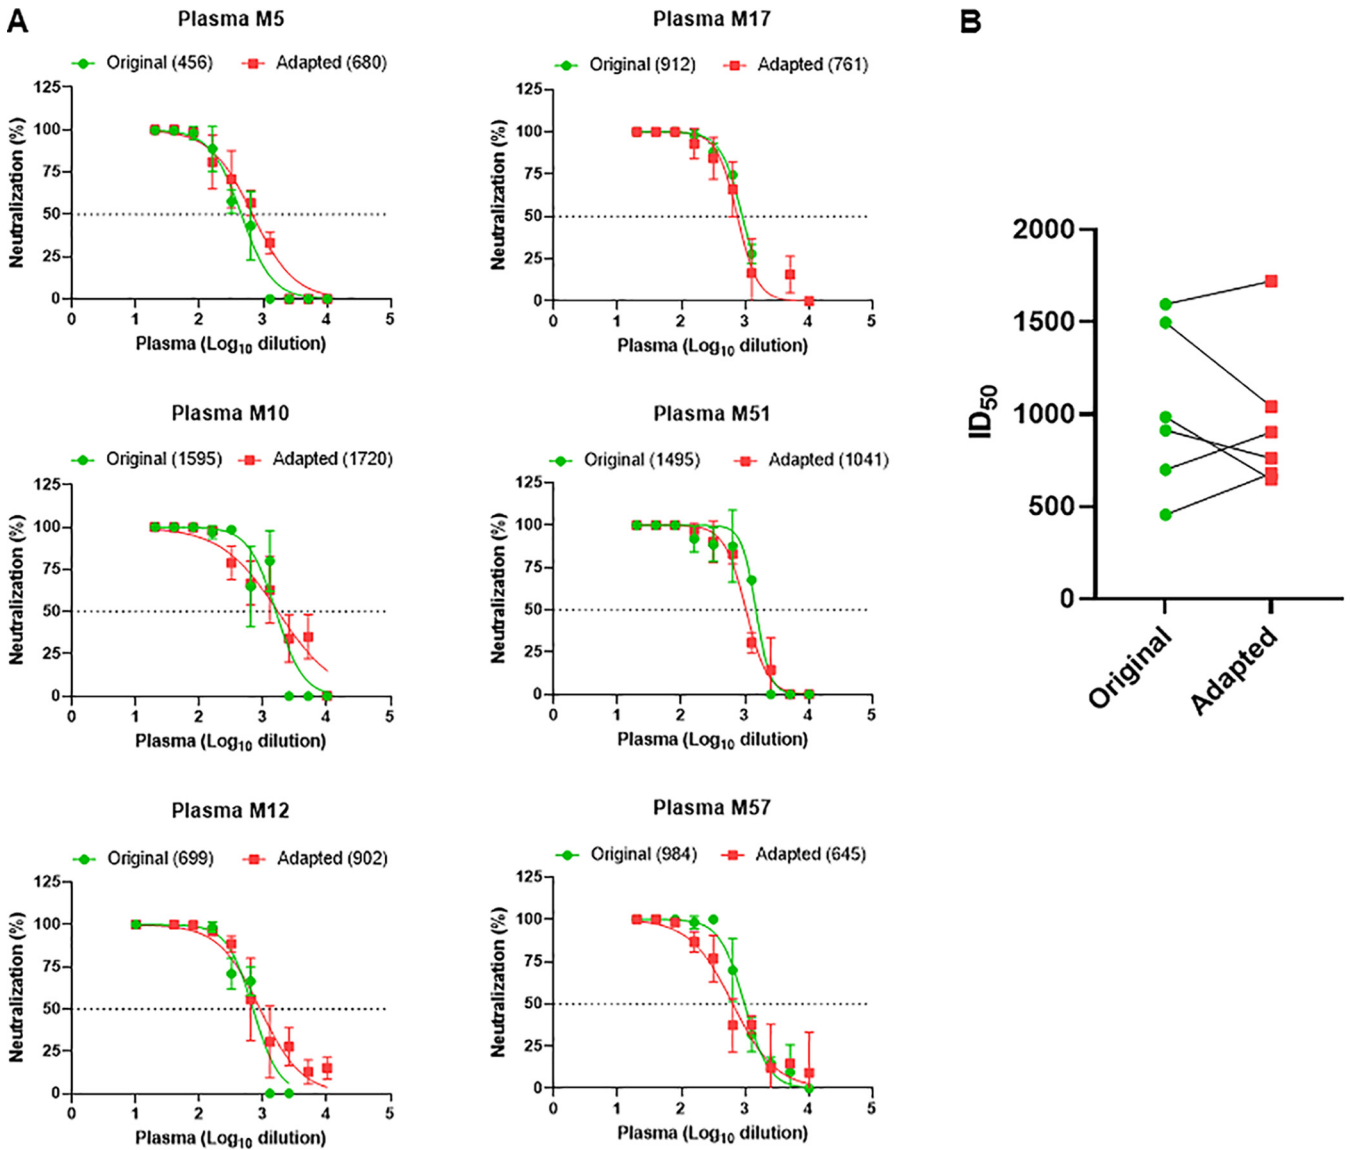 A
Plasma M5
Original (456) Adapted (680)
Neutralization (%)
125
100
75
50
25
0
0 1 2 3 4 5
Plasma (Log10 dilution)
Plasma M17
Original (912) Adapted (761)
Neutralization (%)
125
100
75
50
25
0
0 1 2 3 4 5
Plasma (Log10 dilution)
Plasma M10
Original (1595) Adapted (1720)
Neutralization (%)
125
100
75
50
25
0
0 1 2 3 4 5
Plasma (Log10 dilution)
Plasma M51
Original (1495) Adapted (1041)
Neutralization (%)
125
100
75
50
25
0
0 1 2 3 4 5
Plasma (Log10 dilution)
Plasma M12
Original (699) Adapted (902)
Neutralization (%)
125
100
75
50
25
0
0 1 2 3 4 5
Plasma (Log10 dilution)
Plasma M57
Original (984) Adapted (645)
Neutralization (%)
125
100
75
50
25
0
0 1 2 3 4 5
Plasma (Log10 dilution)
B
ID50
2000
1500
1000
500
0
Original
Adapted